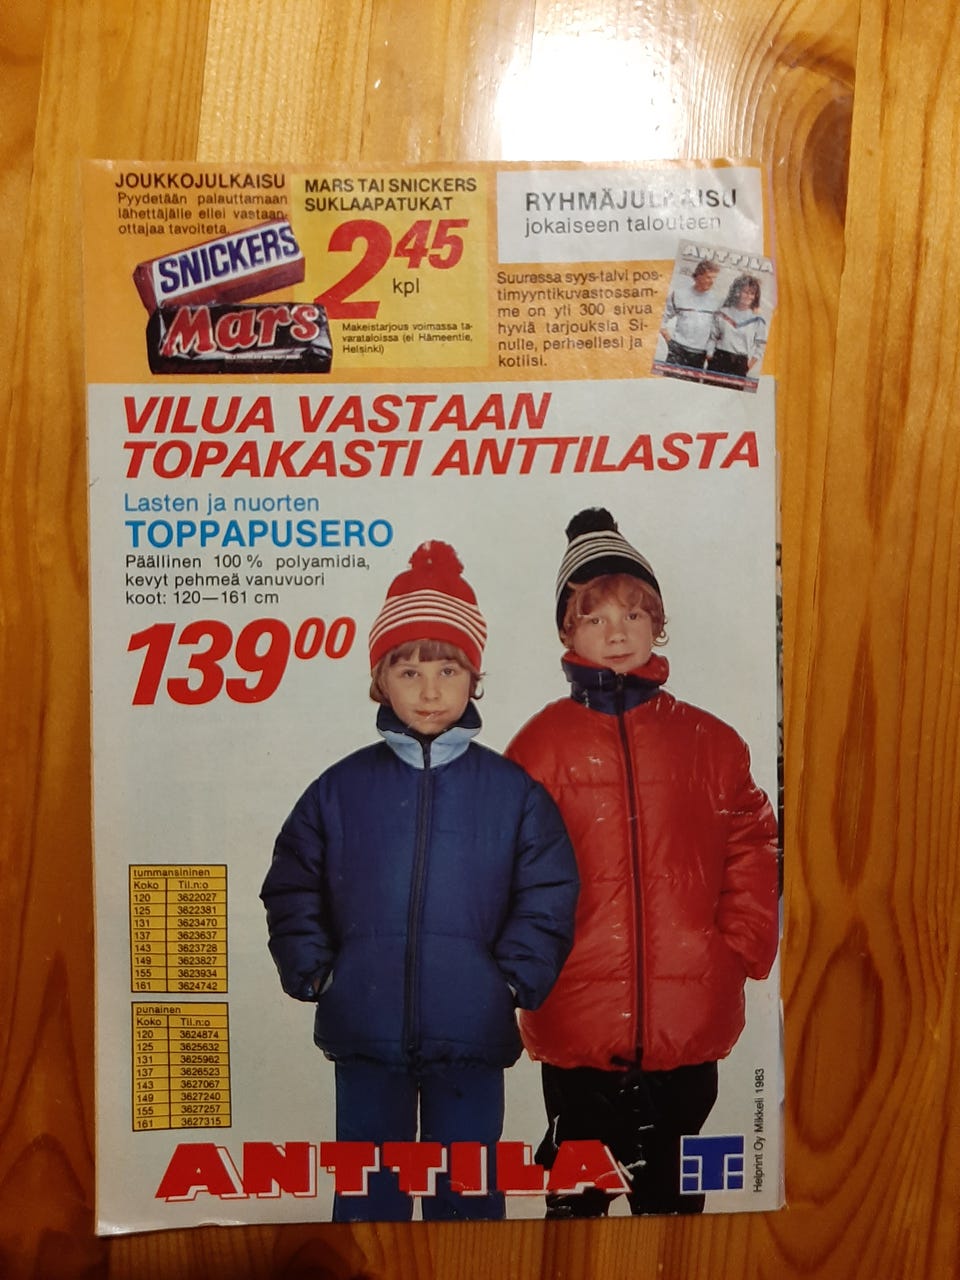 JOUKKOJULKAISU
Pyydetään palauttamaan
lähettäjälle ellei vastaan-
ottajaa tavoiteta.
SNICKERS
Mars
MARS TAI SNICKERS
SUKLAAPATUKAT
2 45
kpl
Makeistarjous voimassa ta-
varataloissa (ei Hämeentie,
Helsinki)
RYHMÄJULKAISU
jokaiseen talouteen
Suuressa syys-talvi pos-
timyyntikuvastossam-
me on yli 300 sivua
hyviä tarjouksia Si-
nulle, perheellesi ja
kotiisi.
ANTTILA
VILUA VASTAAN
TOPAKASTI ANTTILASTA
Lasten ja nuorten
TOPPAPUSERO
Päällinen 100 % polyamidia,
kevyt pehmeä vanuvuori
koot: 120—161 cm
139 00
tummansininen
Koko Til.n:o
120 3622027
125 3622381
131 3623470
137 3623637
143 3623728
149 3623827
155 3623934
161 3624742
punainen
Koko Til.n:o
120 3624874
125 3625632
131 3625962
137 3626523
143 3627067
149 3627240
155 3627257
161 3627315
ANTTILA
Helprint Oy Mikkeli 1983